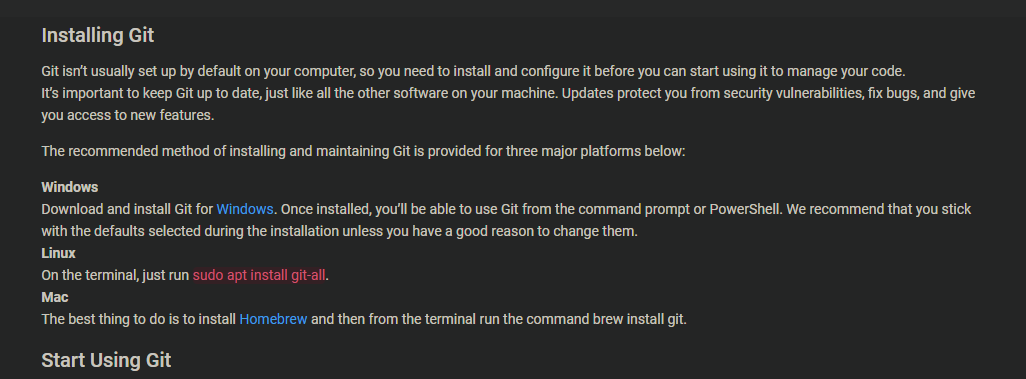 Installing Git
Git isn’t usually set up by default on your computer, so you need to install and configure it before you can start using it to manage your code.
It’s important to keep Git up to date, just like all the other software on your machine. Updates protect you from security vulnerabilities, fix bugs, and give
you access to new features.
The recommended method of installing and maintaining Git is provided for three major platforms below:
Windows
Download and install Git for Windows. Once installed, you’ll be able to use Git from the command prompt or PowerShell. We recommend that you stick
with the defaults selected during the installation unless you have a good reason to change them.
Linux
On the terminal, just run sudo apt install git-all.
Mac
The best thing to do is to install Homebrew and then from the terminal run the command brew install git.
Start Using Git